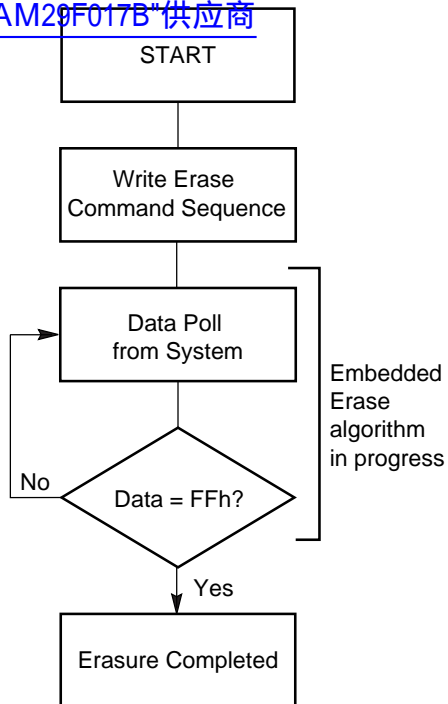 AM29F017B"供应商
START
Write Erase
Command Sequence
Data Poll
from System
Embedded
Erase
algorithm
in progress
No
Data = FFh?
Yes
Erasure Completed